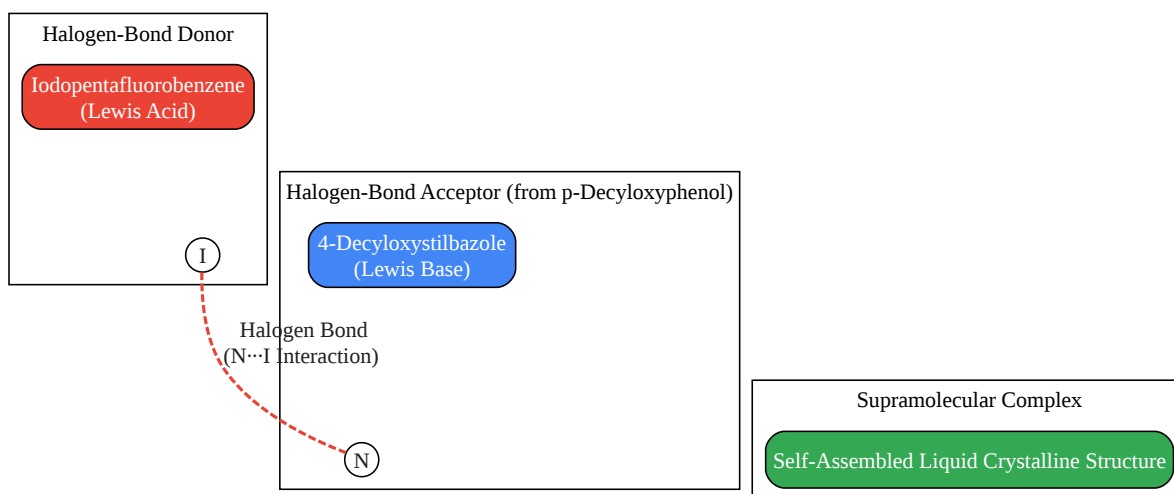 Halogen-Bond Donor
Iodopentafluorobenzene
(Lewis Acid)
I
Halogen-Bond Acceptor (from p-Decyloxyphenol)
4-Decyloxystilbazole
(Lewis Base)
Halogen Bond
(N···I Interaction)
N
Supramolecular Complex
Self-Assembled Liquid Crystalline Structure